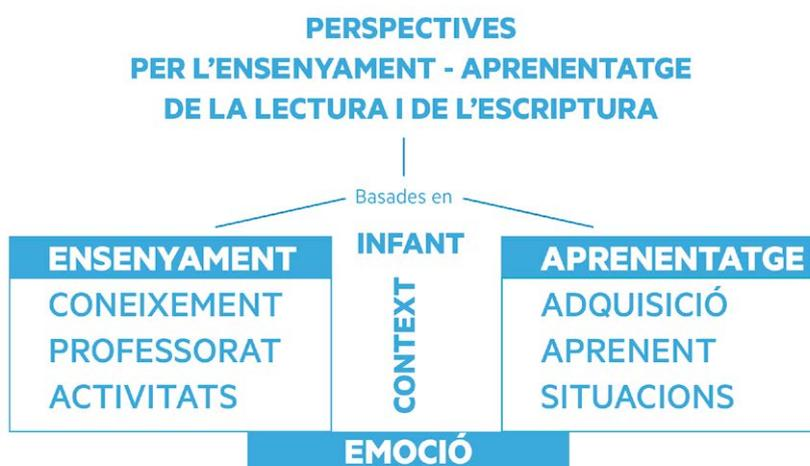 PERSPECTIVES
PER L'ENSENYAMENT - APRENENTATGE
DE LA LECTURA I DE L'ESCRIPTURA
Basades en
ENSENYAMENT
CONEIXEMENT
PROFESSORAT
ACTIVITATS
INFANT
CONTEXT
APRENENTATGE
ADQUISICIÓ
APRENENT
SITUACIONS
EMOCIÓ